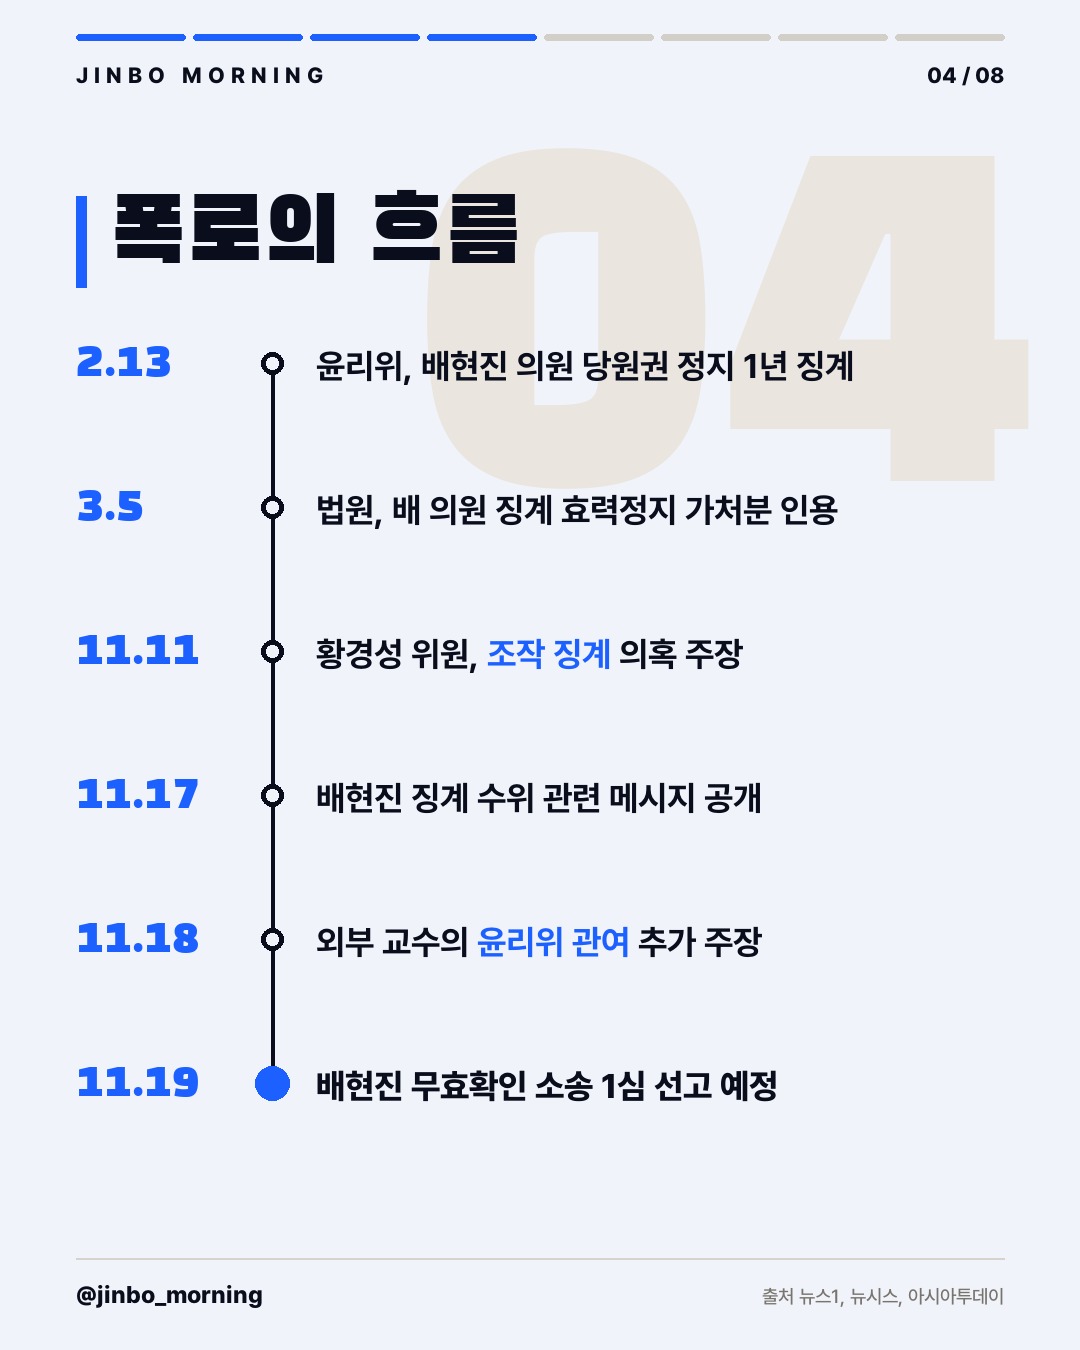 JINBO MORNING
04 / 08
04
폭로의 흐름
2.13 윤리위, 배현진 의원 당원권 정지 1년 징계
3.5 법원, 배 의원 징계 효력정지 가처분 인용
11.11 황경성 위원, 조작 징계 의혹 주장
11.17 배현진 징계 수위 관련 메시지 공개
11.18 외부 교수의 윤리위 관여 추가 주장
11.19 배현진 무효확인 소송 1심 선고 예정
@jinbo_morning
출처 뉴스1, 뉴시스, 아시아투데이